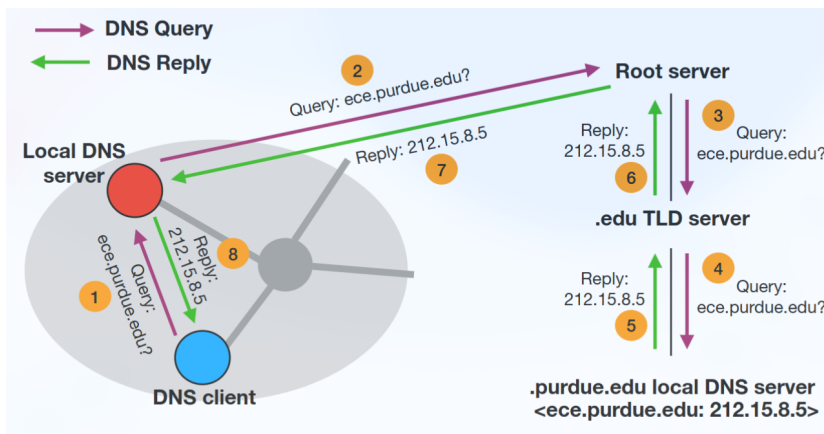 DNS Query
DNS Reply
2
Query: ece.purdue.edu?
Root server
Reply: 212.15.8.5
7
Reply:
212.15.8.5
6
3
Query:
ece.purdue.edu?
Local DNS
server
.edu TLD server
8
Reply:
212.15.8.5
1
Query:
ece.purdue.edu?
Reply:
212.15.8.5
5
4
Query:
ece.purdue.edu?
DNS client
.purdue.edu local DNS server
<ece.purdue.edu: 212.15.8.5>